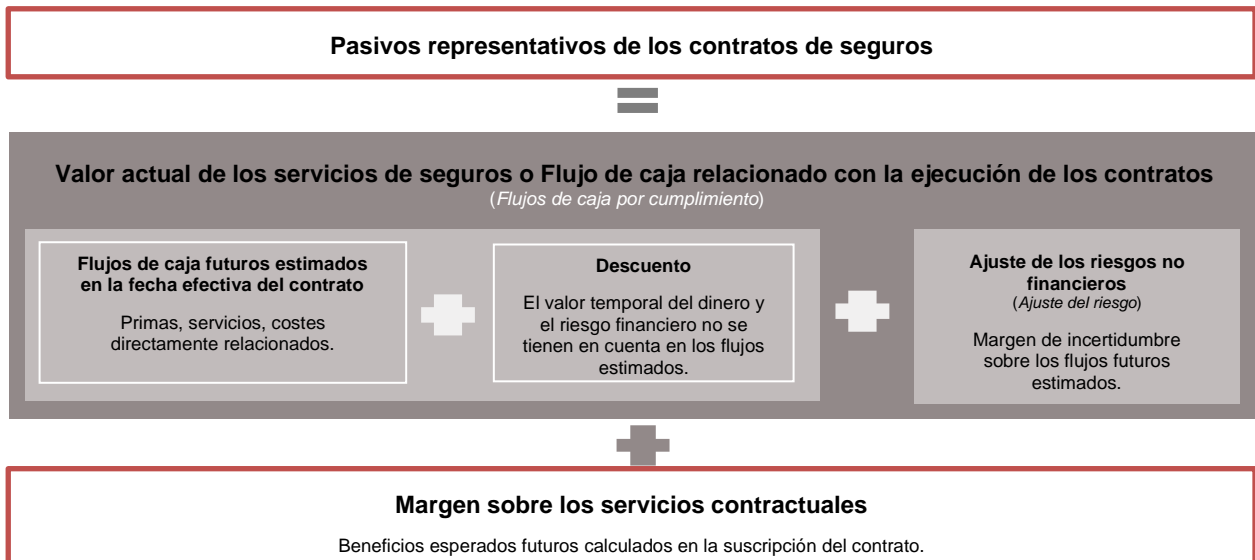 Pasivos representativos de los contratos de seguros
Valor actual de los servicios de seguros o Flujo de caja relacionado con la ejecución de los contratos
(Flujos de caja por cumplimiento)
Flujos de caja futuros estimados
en la fecha efectiva del contrato
Primas, servicios, costes
directamente relacionados.
Descuento
El valor temporal del dinero y
el riesgo financiero no se
tienen en cuenta en los flujos
estimados.
Ajuste de los riesgos no
financieros
(Ajuste del riesgo)
Margen de incertidumbre
sobre los flujos futuros
estimados.
Margen sobre los servicios contractuales
Beneficios esperados futuros calculados en la suscripción del contrato.